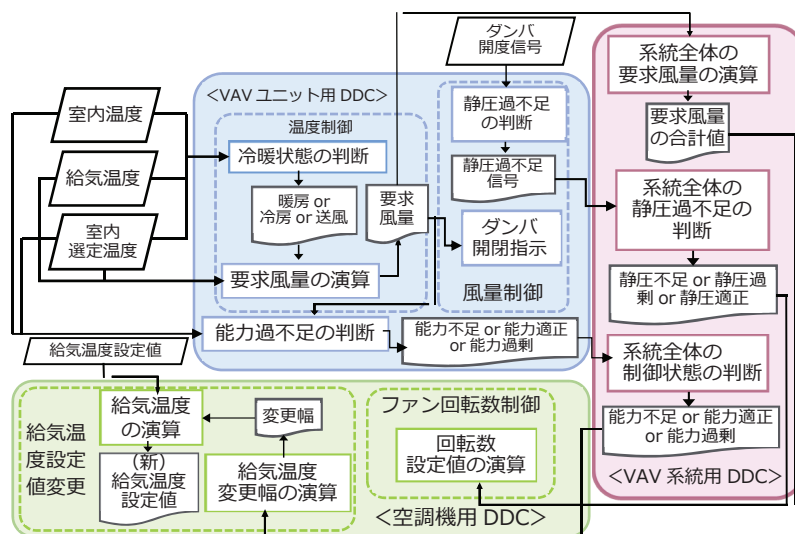 ダンバ
開度信号
系統全体の
要求風量の演算
<VAV ユニット用 DDC>
室内温度
静圧過不足
の判断
要求風量
の合計値
温度制御
冷暖状態の判断
給気温度
静圧過不足
信号
系統全体の
静圧過不足の
判断
暖房 or
冷房 or 送風
要求
風量
室内
選定温度
ダンバ
開閉指示
要求風量の演算
静圧不足 or 静圧過
剰 or 静圧適正
風量制御
能力過不足の判断
能力不足 or 能力適正
or 能力過剰
系統全体の
制御状態の判断
給気温度設定値
給気温度
の演算
変更幅
ファン回転数制御
能力不足 or 能力適正
or 能力過剰
給気温
度設定
値変更
回転数
設定値の演算
(新)
給気温度
設定値
給気温度
変更幅の演算
<VAV 系統用 DDC>
<空調機用 DDC>